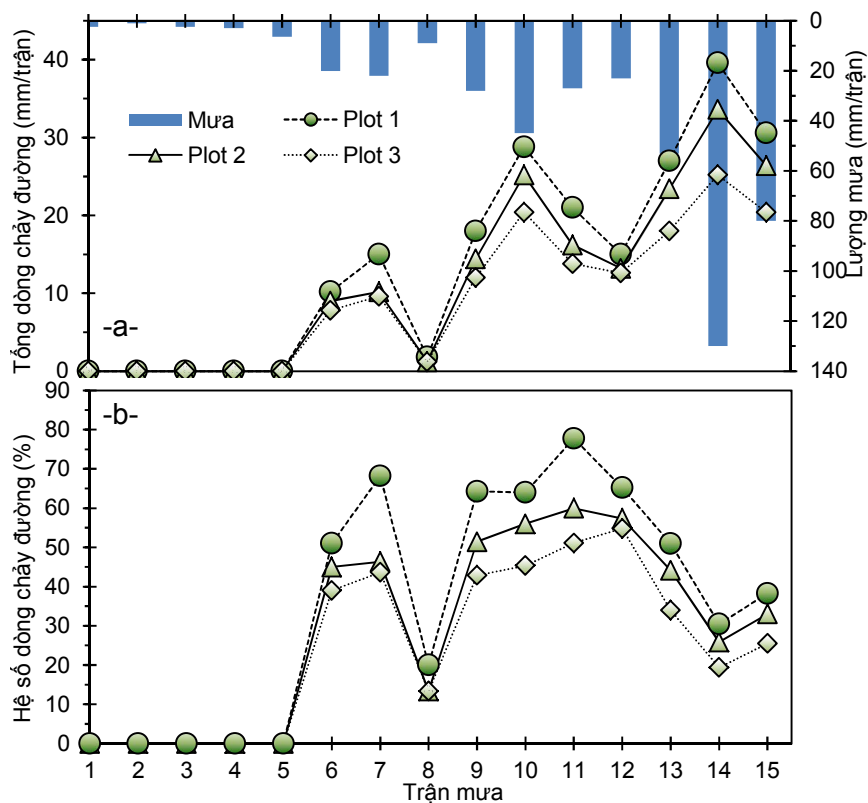 Tổng dòng chảy đường (mm/trận)
40
30
20
10
0
-a-
Mưa
Plot 1
Plot 2
Plot 3
0
20
40
60
80
100
120
140
Lượng mưa (mm/trận)
Hệ số dòng chảy đường (%)
90
80
70
60
50
40
30
20
10
0
-b-
1 2 3 4 5 6 7 8 9 10 11 12 13 14 15
Trận mưa